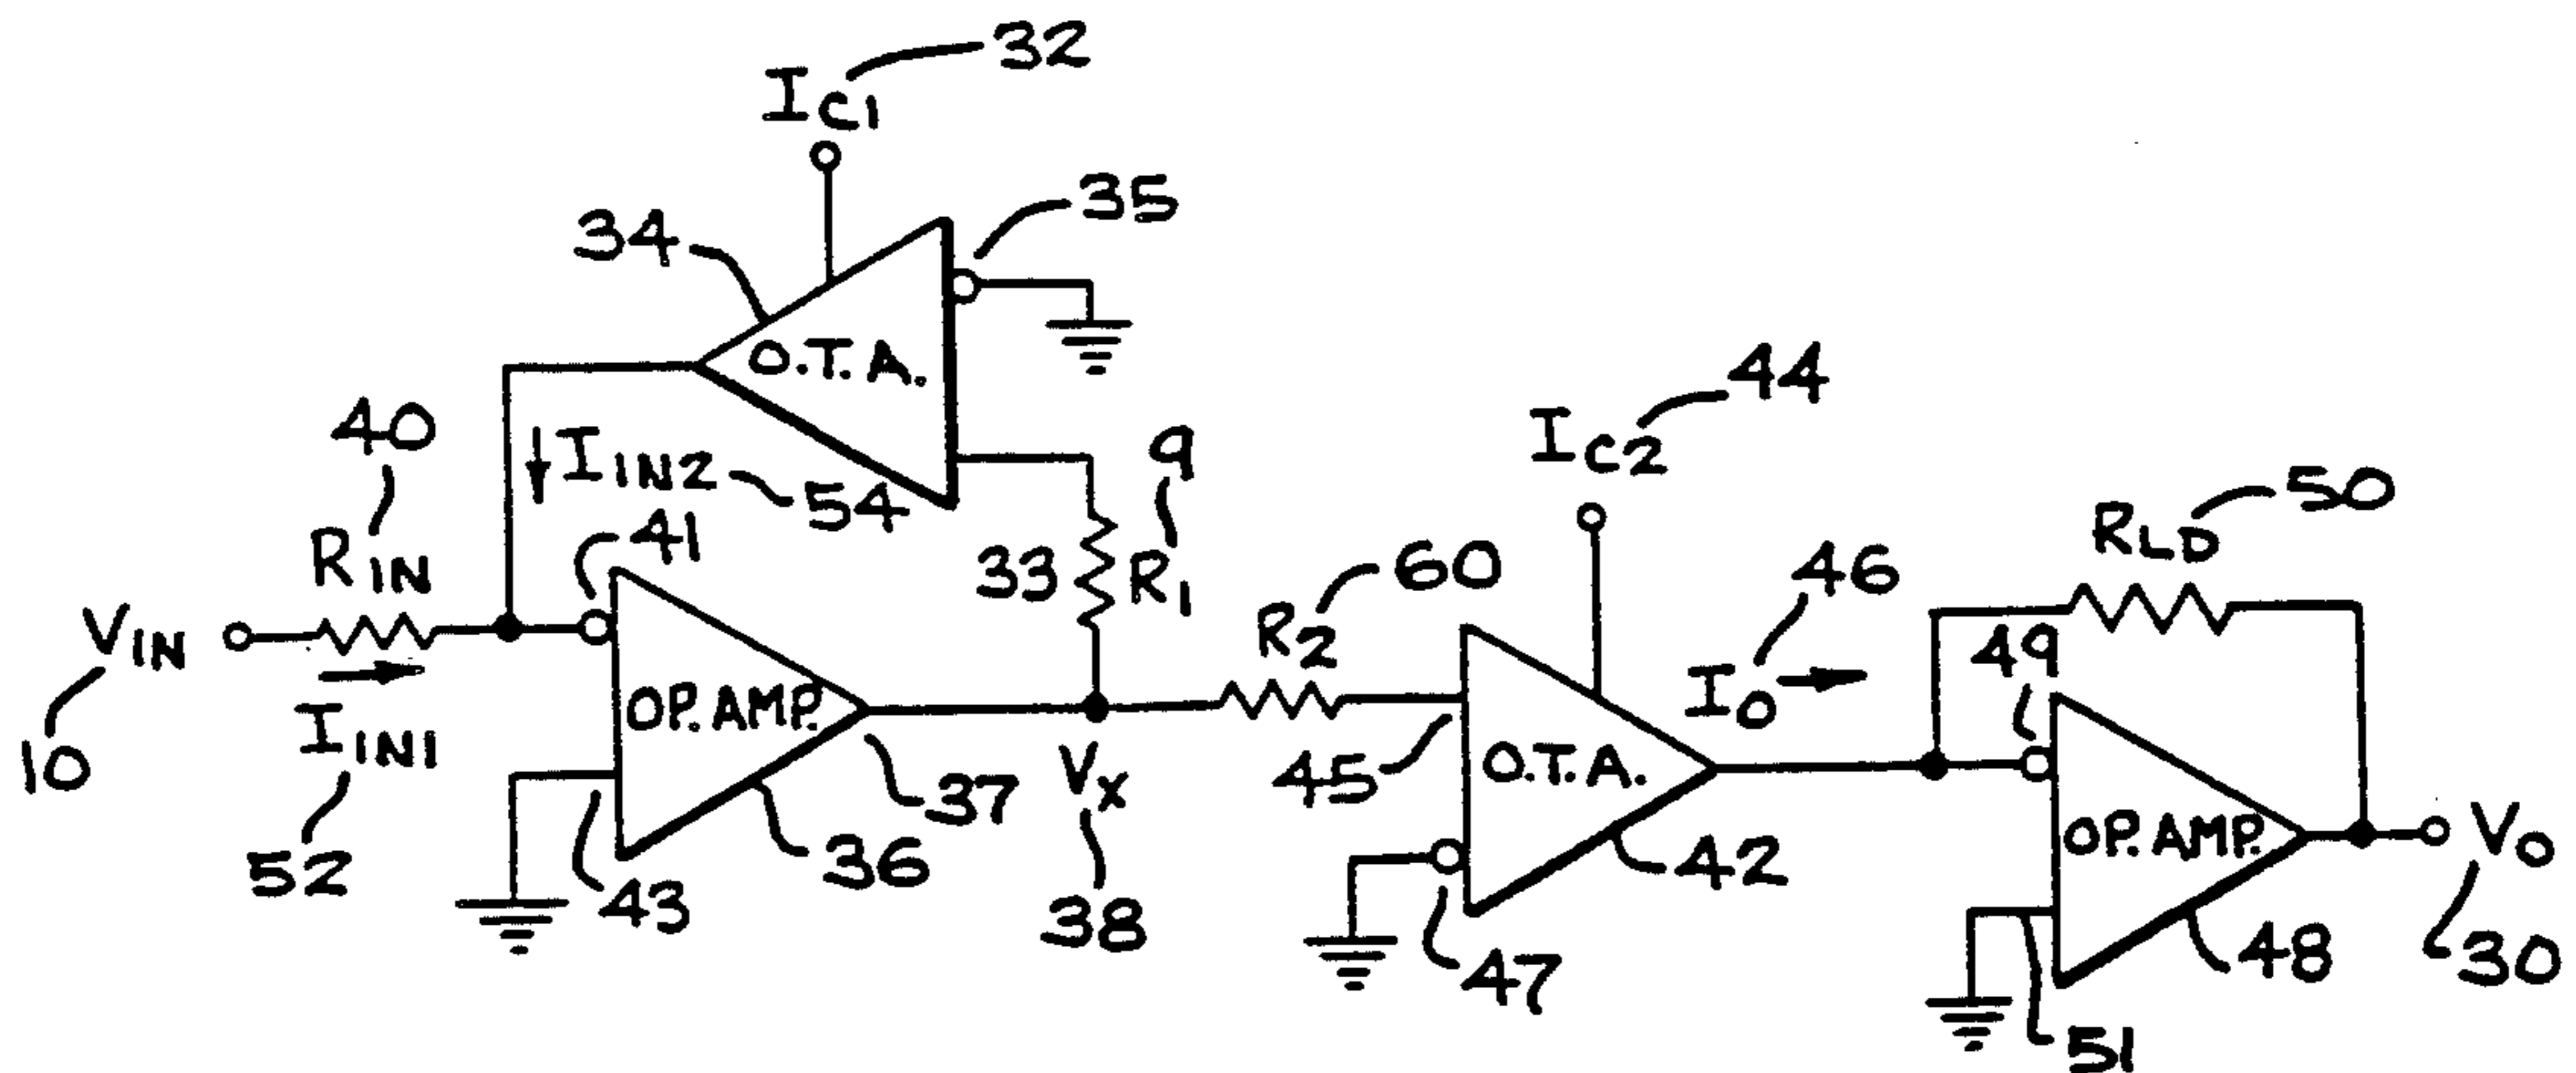 32
IC1
35
34
O.T.A.
44
40
IC2
9
IIN2
54
50
RIN
41
33
R1
60
RLD
46
VIN
R2
IO
49
OP. AMP.
10
IIN1
45
O.T.A.
VX
37
OP. AMP.
VO
52
43
36
38
42
47
48
30
51